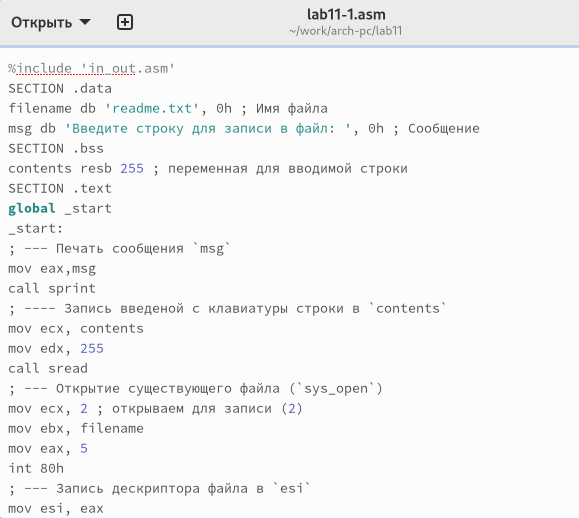 Открыть
lab11-1.asm
~/work/arch-pc/lab11
%include 'in_out.asm'
SECTION .data
filename db 'readme.txt', 0h ; Имя файла
msg db 'Введите строку для записи в файл: ', 0h ; Сообщение
SECTION .bss
contents resb 255 ; переменная для вводимой строки
SECTION .text
global _start
_start:
; --- Печать сообщения `msg`
mov eax,msg
call sprint
; ---- Запись введеной с клавиатуры строки в `contents`
mov ecx, contents
mov edx, 255
call sread
; --- Открытие существующего файла (`sys_open`)
mov ecx, 2 ; открываем для записи (2)
mov ebx, filename
mov eax, 5
int 80h
; --- Запись дескриптора файла в `esi`
mov esi, eax